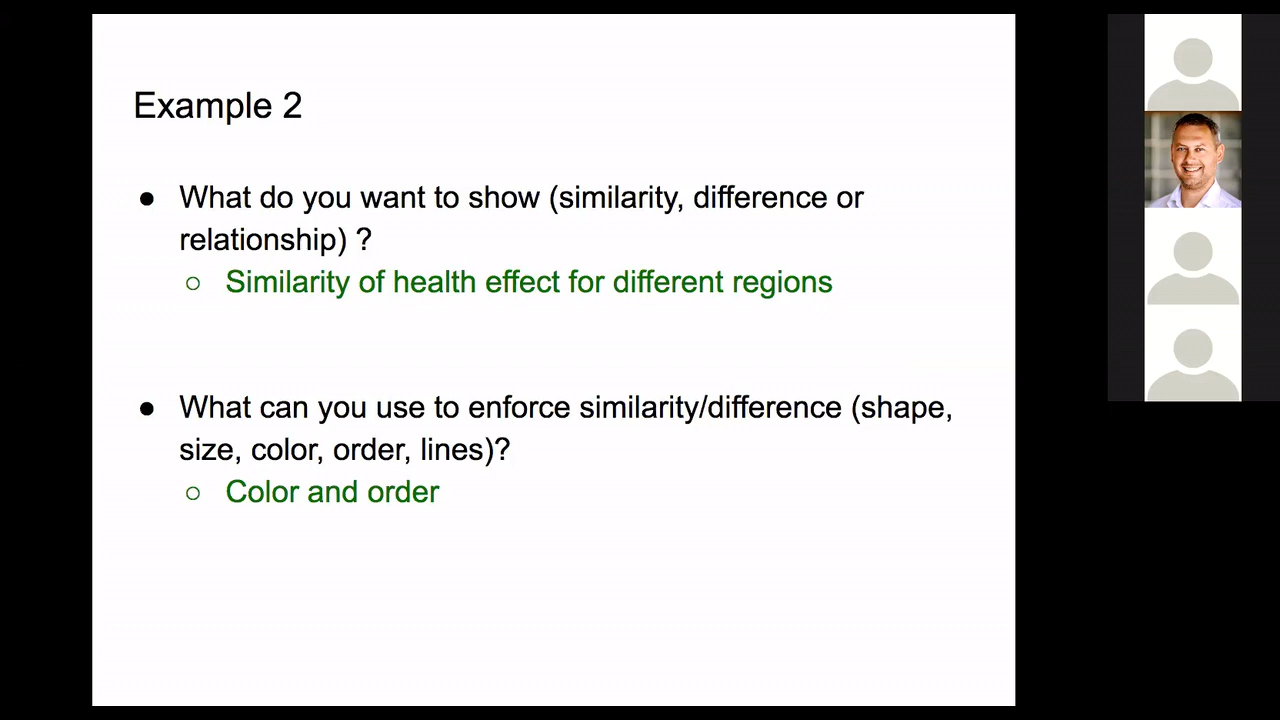 Example 2
● What do you want to show (similarity, difference or
relationship) ?
○ Similarity of health effect for different regions
● What can you use to enforce similarity/difference (shape,
size, color, order, lines)?
○ Color and order